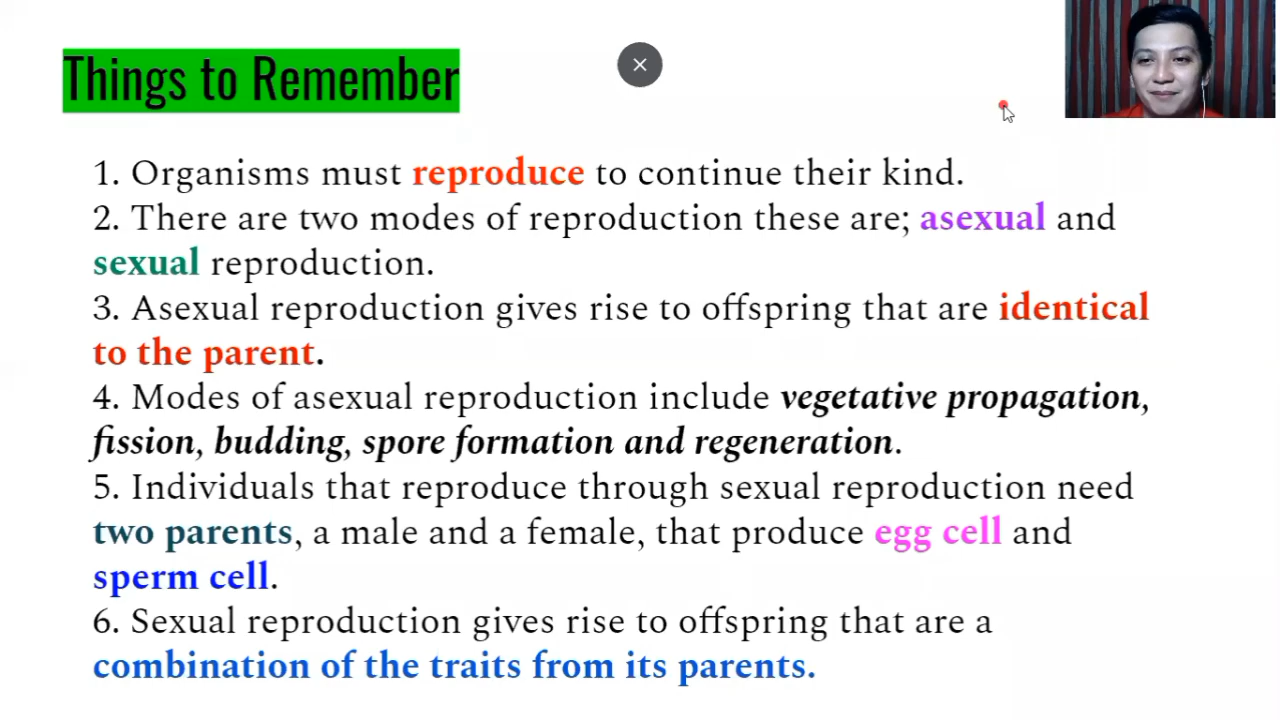 Things to Remember
1. Organisms must reproduce to continue their kind.
2. There are two modes of reproduction these are; asexual and
sexual reproduction.
3. Asexual reproduction gives rise to offspring that are identical
to the parent.
4. Modes of asexual reproduction include vegetative propagation,
fission, budding, spore formation and regeneration.
5. Individuals that reproduce through sexual reproduction need
two parents, a male and a female, that produce egg cell and
sperm cell.
6. Sexual reproduction gives rise to offspring that are a
combination of the traits from its parents.